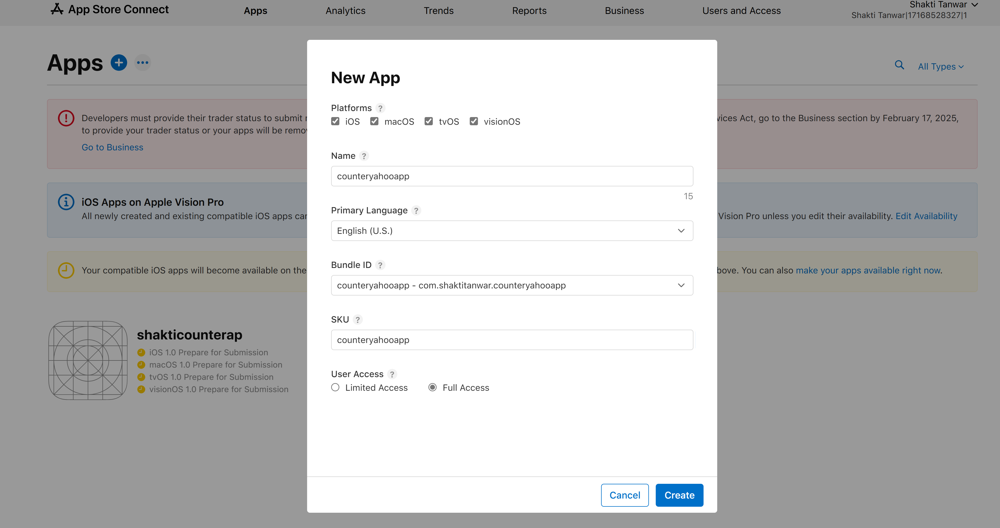 App Store Connect
Apps
Analytics
Trends
Reports
Business
Users and Access
Shakti Tanwar
Shakti Tanwar|17168528327|1
Apps
All Types
Developers must provide their trader status to submit
vices Act, go to the Business section by February 17, 2025,
to provide your trader status or your apps will be remo
Go to Business
iOS Apps on Apple Vision Pro
All newly created and existing compatible iOS apps car
Vision Pro unless you edit their availability. Edit Availability
Your compatible iOS apps will become available on the
bove. You can also make your apps available right now.
shakticounterap
iOS 1.0 Prepare for Submission
macOS 1.0 Prepare for Submission
tvOS 1.0 Prepare for Submission
visionOS 1.0 Prepare for Submission
New App
Platforms ?
iOS
macOS
tvOS
visionOS
Name ?
counteryahooapp
15
Primary Language ?
English (U.S.)
Bundle ID ?
counteryahooapp - com.shaktitanwar.counteryahooapp
SKU ?
counteryahooapp
User Access ?
Limited Access
Full Access
Cancel
Create